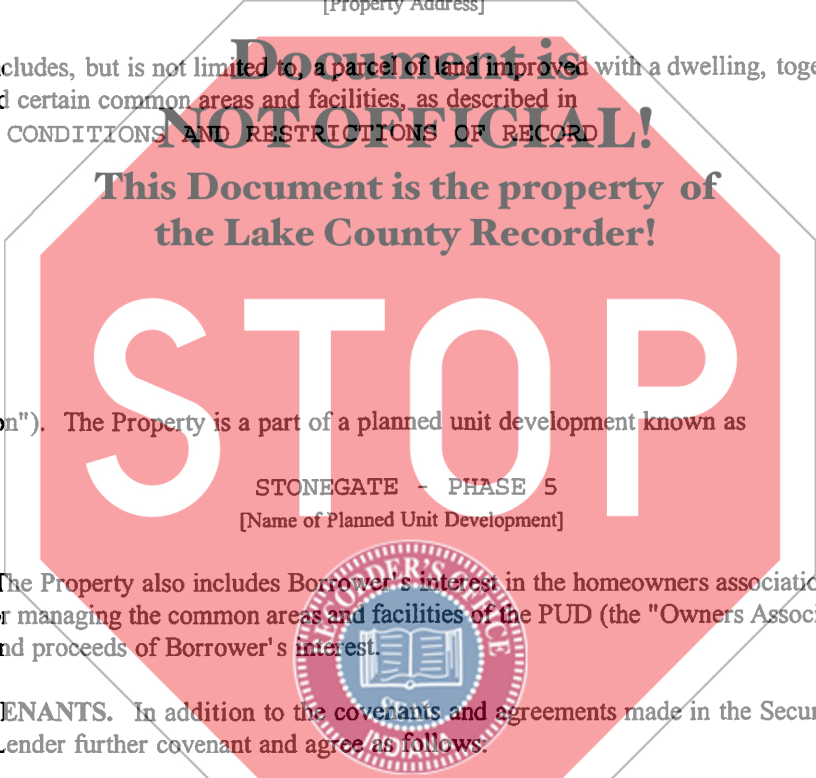 [Property Address]
Document is
cludes, but is not limited to, a parcel of land improved with a dwelling, toge
d certain common areas and facilities, as described in
CONDITIONS AND RESTRICTIONS OF RECORD
NOT OFFICIAL!
This Document is the property of
the Lake County Recorder!
STOP
on"). The Property is a part of a planned unit development known as
STONEGATE - PHASE 5
[Name of Planned Unit Development]
The Property also includes Borrower's interest in the homeowners associatio
r managing the common areas and facilities of the PUD (the "Owners Associ
nd proceeds of Borrower's interest.
ENANTS. In addition to the covenants and agreements made in the Secur
Lender further covenant and agree as follows:
RECORDER'S OFFICE
INDIANA